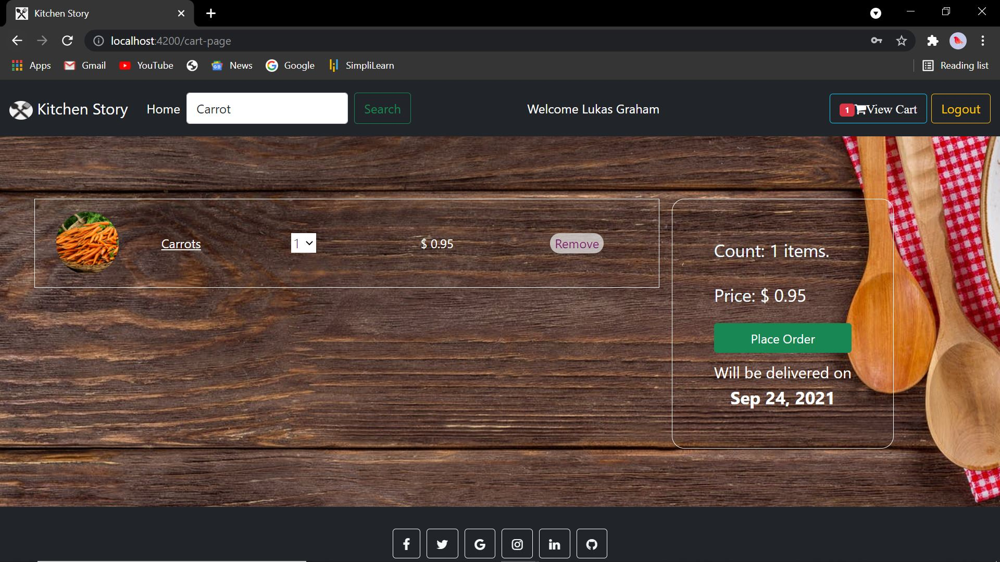 Kitchen Story
localhost:4200/cart-page
Apps Gmail YouTube News Google SimpliLearn Reading list
Kitchen Story Home Carrot Search Welcome Lukas Graham 1 View Cart Logout
Carrots 1 $ 0.95 Remove
Count: 1 items.
Price: $ 0.95
Place Order
Will be delivered on
Sep 24, 2021